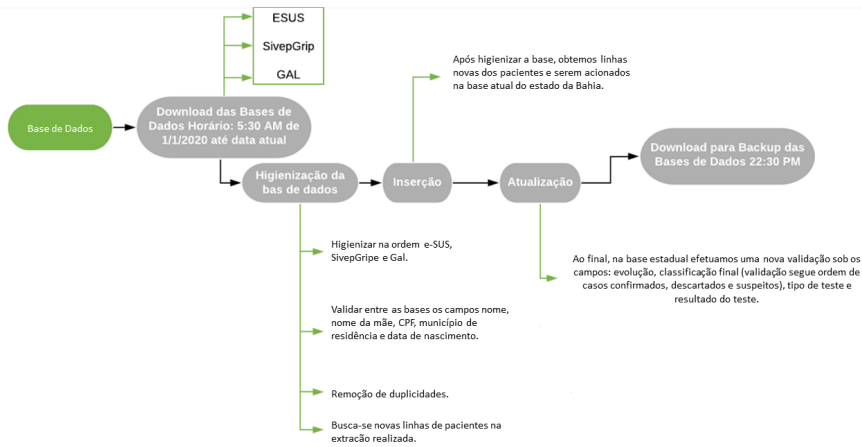 ESUS
SivepGrip
GAL
Base de Dados
Download das Bases de
Dados Horário: 5:30 AM de
1/1/2020 até data atual
Após higienizar a base, obtemos linhas
novas dos pacientes e serem acionados
na base atual do estado da Bahia.
Higienização da
bas de dados
Inserção
Atualização
Download para Backup das
Bases de Dados 22:30 PM
Higienizar na ordem e-SUS,
SivepGripe e Gal.
Validar entre as bases os campos nome,
nome da mãe, CPF, município de
residência e data de nascimento.
Remoção de duplicidades.
Busca-se novas linhas de pacientes na
extração realizada.
Ao final, na base estadual efetuamos uma nova validação sob os
campos: evolução, classificação final (validação segue ordem de
casos confirmados, descartados e suspeitos), tipo de teste e
resultado do teste.